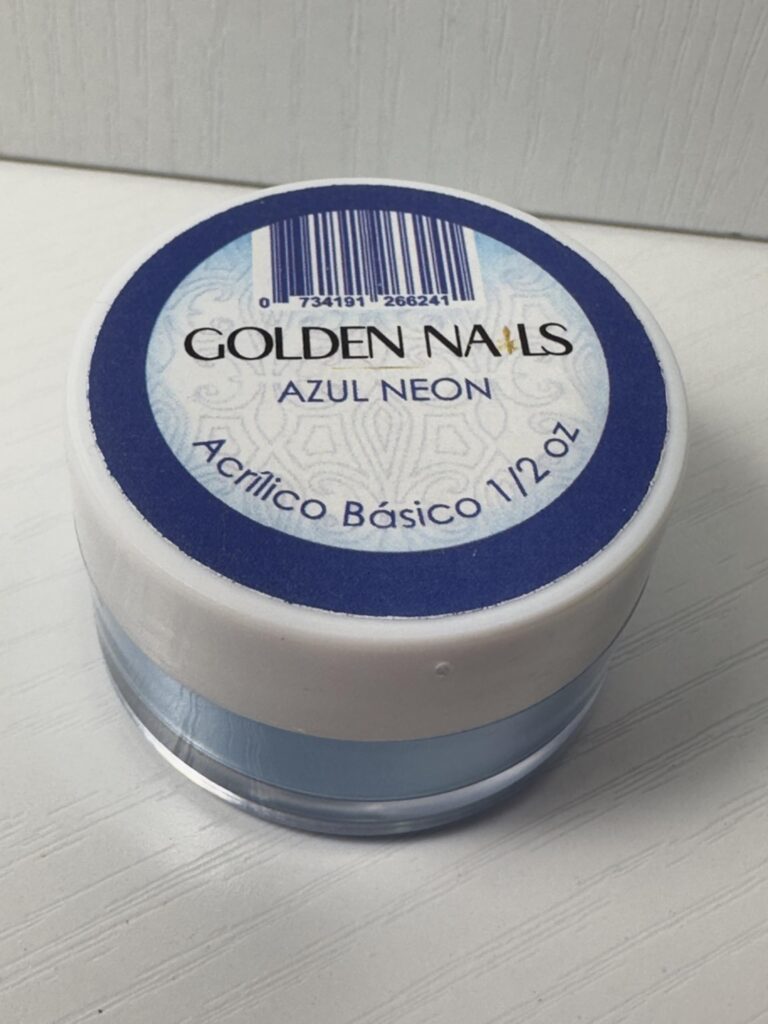 0 734191 266241
GOLDEN NAILS
AZUL NEON
Acrílico Básico 1/2 oz